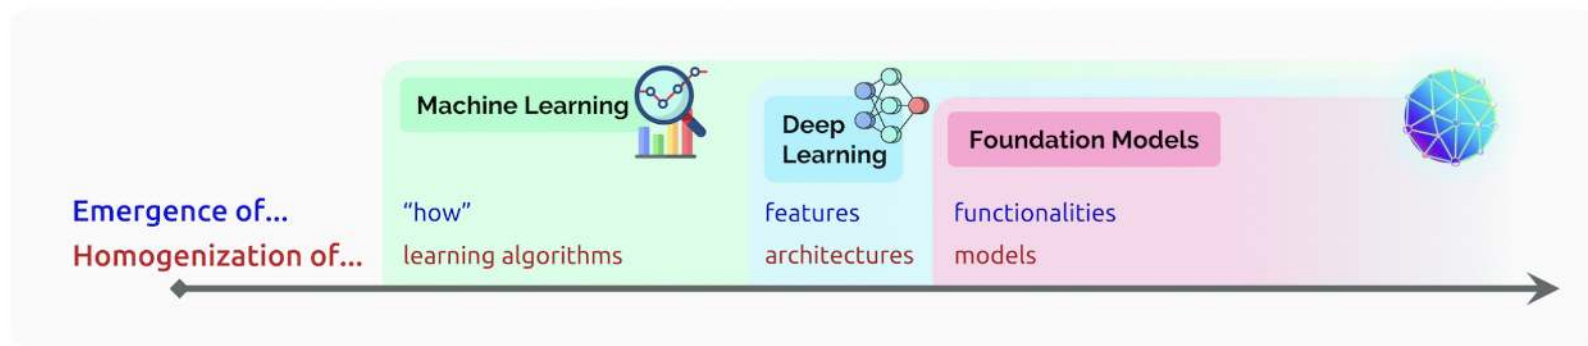 Machine Learning
Deep
Learning
Foundation Models
Emergence of... “how” features functionalities
Homogenization of... learning algorithms architectures models